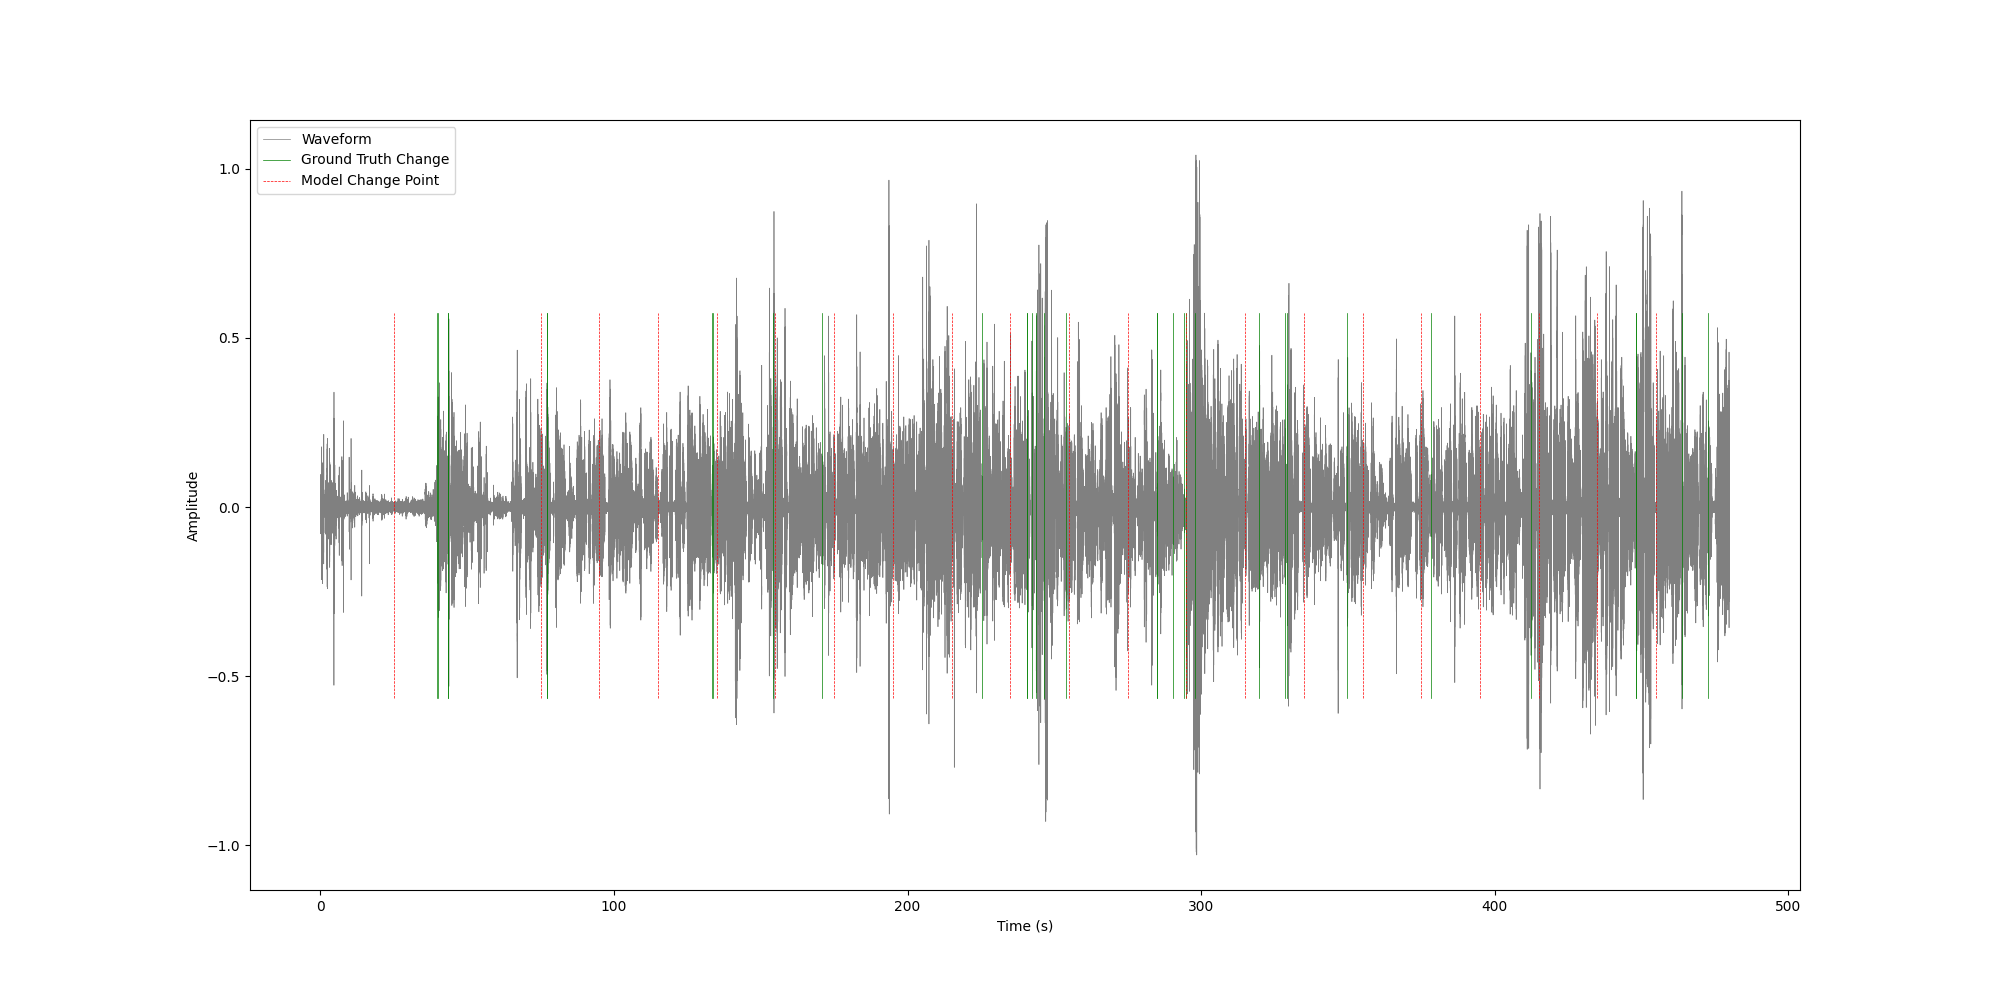 Waveform
Ground Truth Change
Model Change Point
1.0
0.5
0.0
−0.5
−1.0
Amplitude
0 100 200 300 400 500
Time (s)